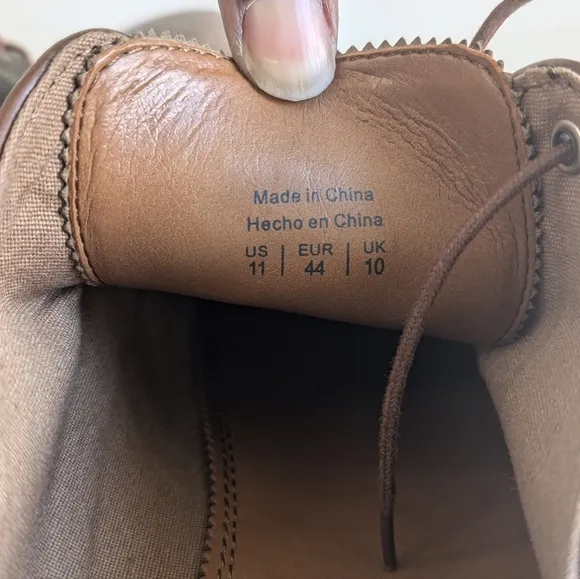 Made in China
Hecho en China
US | EUR | UK
11 | 44 | 10